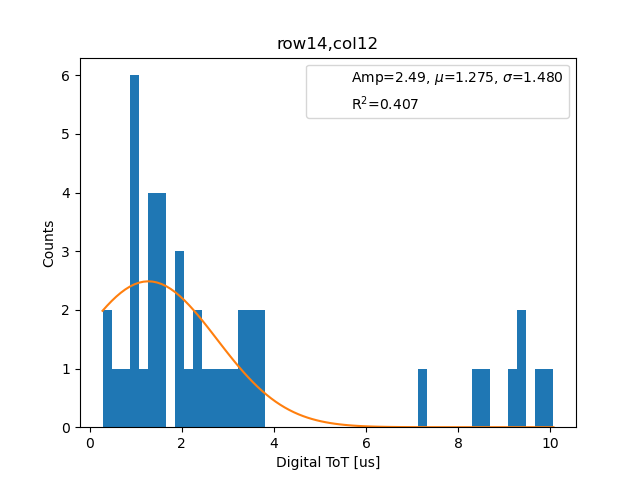 row14,col12
Amp=2.49, μ=1.275, σ=1.480
R²=0.407
Counts
6
5
4
3
2
1
0
0 2 4 6 8 10
Digital ToT [us]